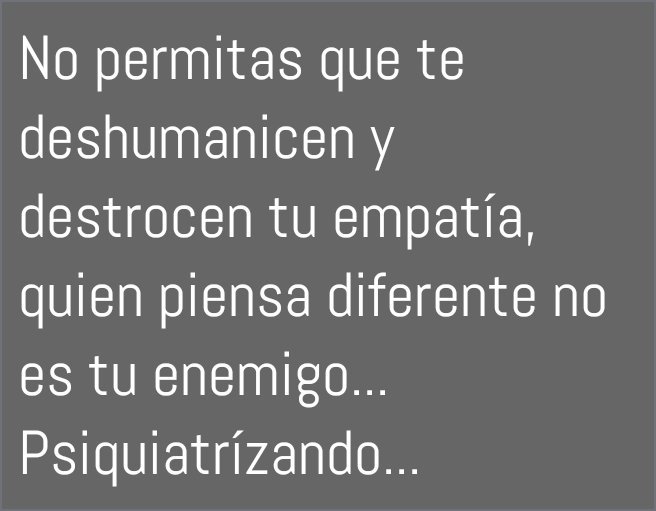 No permitas que te
deshumanicen y
destrocen tu empatía,
quien piensa diferente no
es tu enemigo...
Psiquiatrízando...